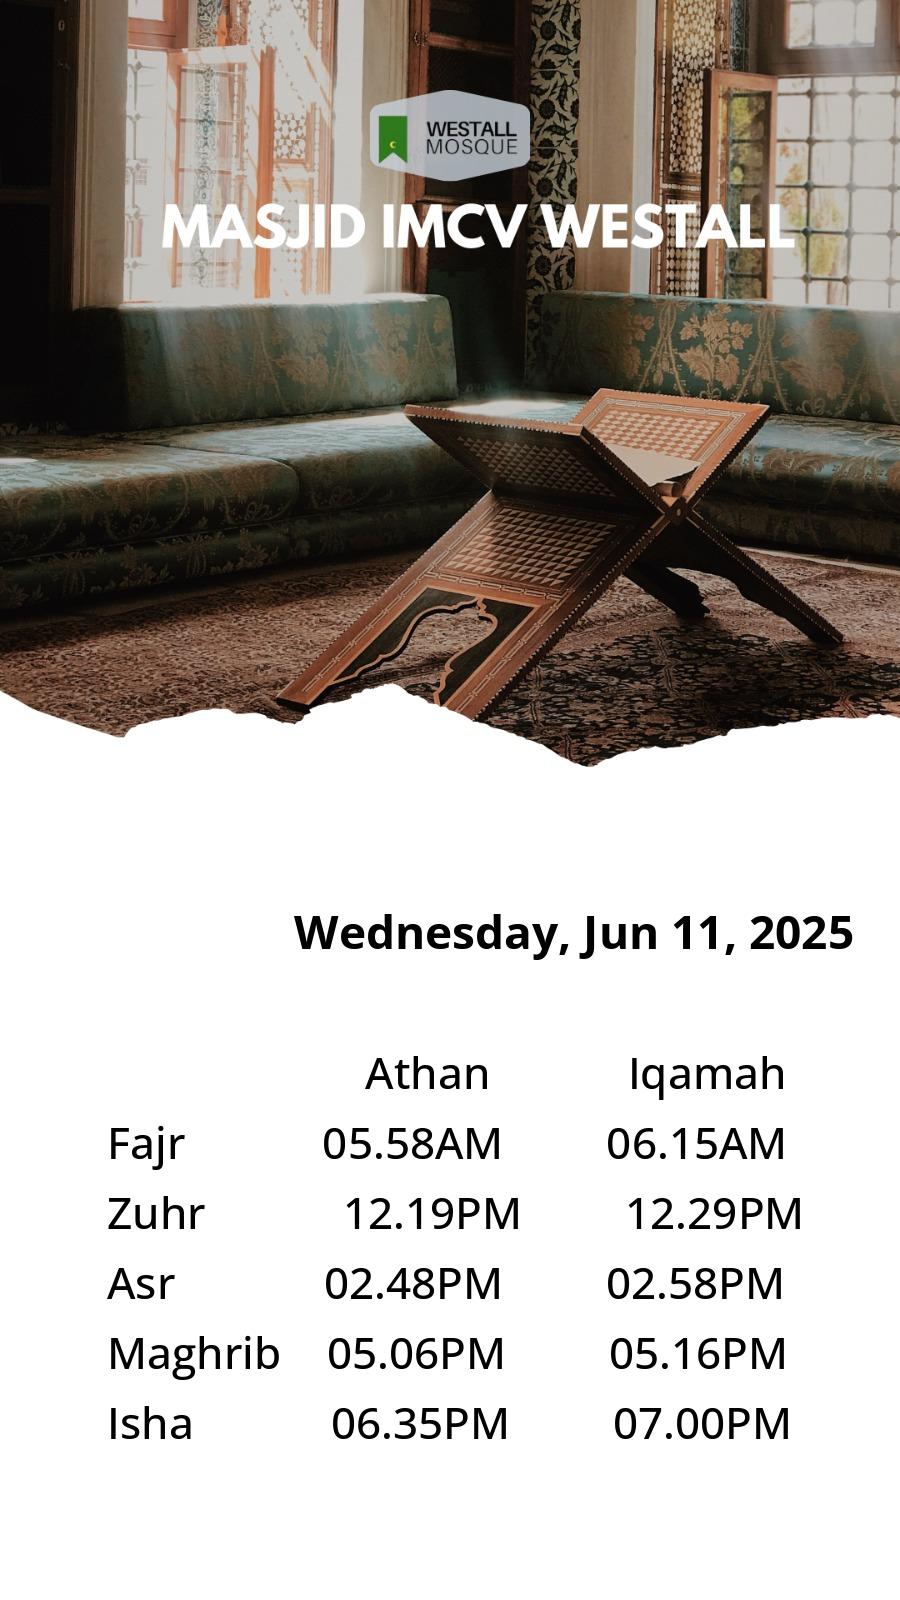 WESTALL
MOSQUE
MASJID IMCV WESTALL
Wednesday, Jun 11, 2025
Athan Iqamah
Fajr 05.58AM 06.15AM
Zuhr 12.19PM 12.29PM
Asr 02.48PM 02.58PM
Maghrib 05.06PM 05.16PM
Isha 06.35PM 07.00PM